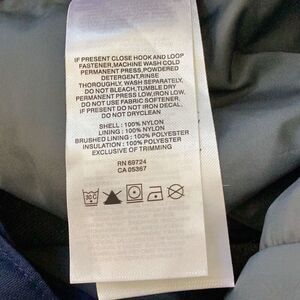 IF PRESENT CLOSE HOOK AND LOOP
FASTENER,MACHINE WASH COLD
PERMANENT PRESS,POWDERED
DETERGENT,RINSE
THOROUGHLY, WASH SEPARATELY,
DO NOT BLEACH,TUMBLE DRY
PERMANENT PRESS LOW,IRON LOW,
DO NOT USE FABRIC SOFTENER,
IF PRESENT DO NOT IRON DECAL,
DO NOT DRYCLEAN
SHELL : 100% NYLON
LINING : 100% NYLON
BRUSHED LINING : 100% POLYESTER
INSULATION : 100% POLYESTER
EXCLUSIVE OF TRIMMING
RN 69724
CA 05367
30 C